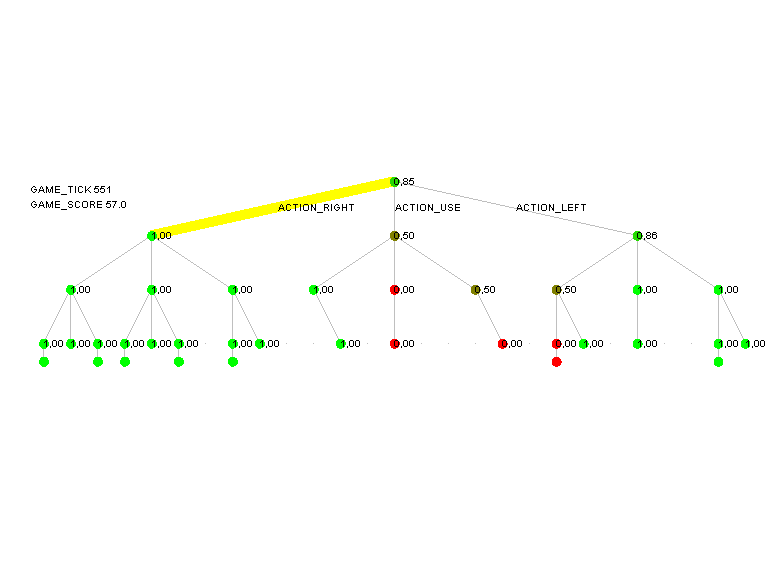 0,85
GAME_TICK 551
GAME_SCORE 57.0
ACTION_RIGHT ACTION_USE ACTION_LEFT
1,00 0,50 0,86
1,00 1,00 1,00 1,00 0,00 0,50 0,50 1,00 1,00
1,00 1,00 1,00 1,00 1,00 1,00 1,00 1,00 1,00 0,00 0,00 0,00 1,00 1,00 1,00 1,00